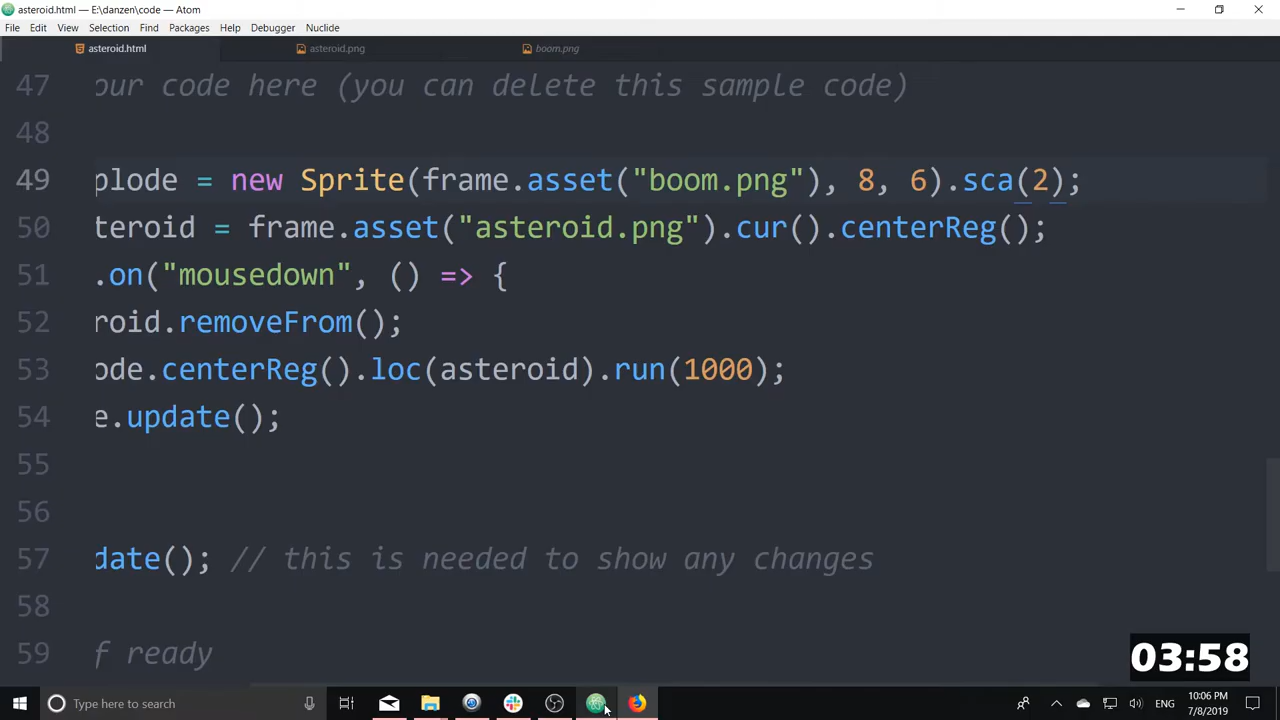 asteroid.html — E:\danzen\code — Atom
File Edit View Selection Find Packages Help Debugger Nuclide
asteroid.html asteroid.png boom.png
47 our code here (you can delete this sample code)
48
49 plode = new Sprite(frame.asset("boom.png"), 8, 6).sca(2);
50 teroid = frame.asset("asteroid.png").cur().centerReg();
51 .on("mousedown", () => {
52 roid.removeFrom();
53 ode.centerReg().loc(asteroid).run(1000);
54 e.update();
55
56
57 date(); // this is needed to show any changes
58
59 f ready
03:58
Type here to search
ENG
10:06 PM
7/8/2019